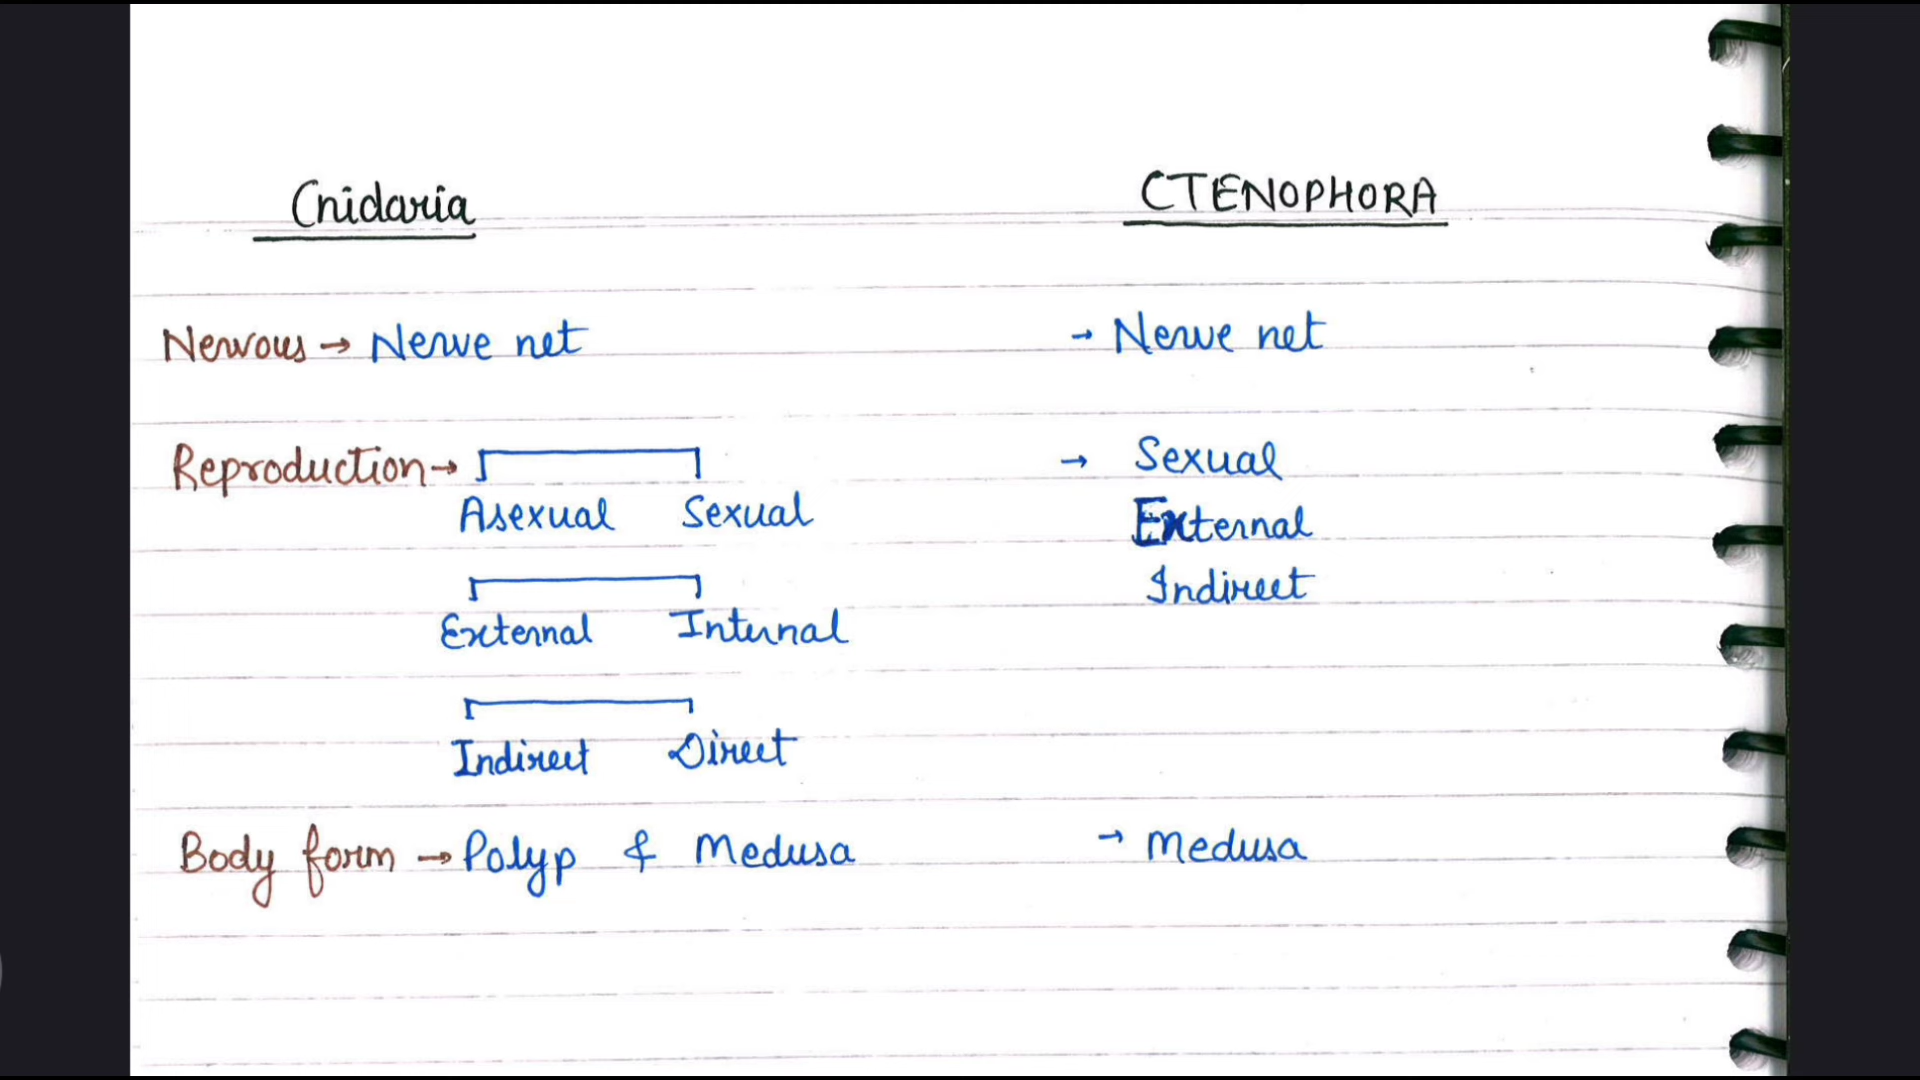 Cnidaria CTENOPHORA
Nervous → Nerve net → Nerve net
Reproduction → → Sexual
Asexual Sexual External
Indirect
External Internal
Indirect Direct
Body form → Polyp & Medusa → Medusa